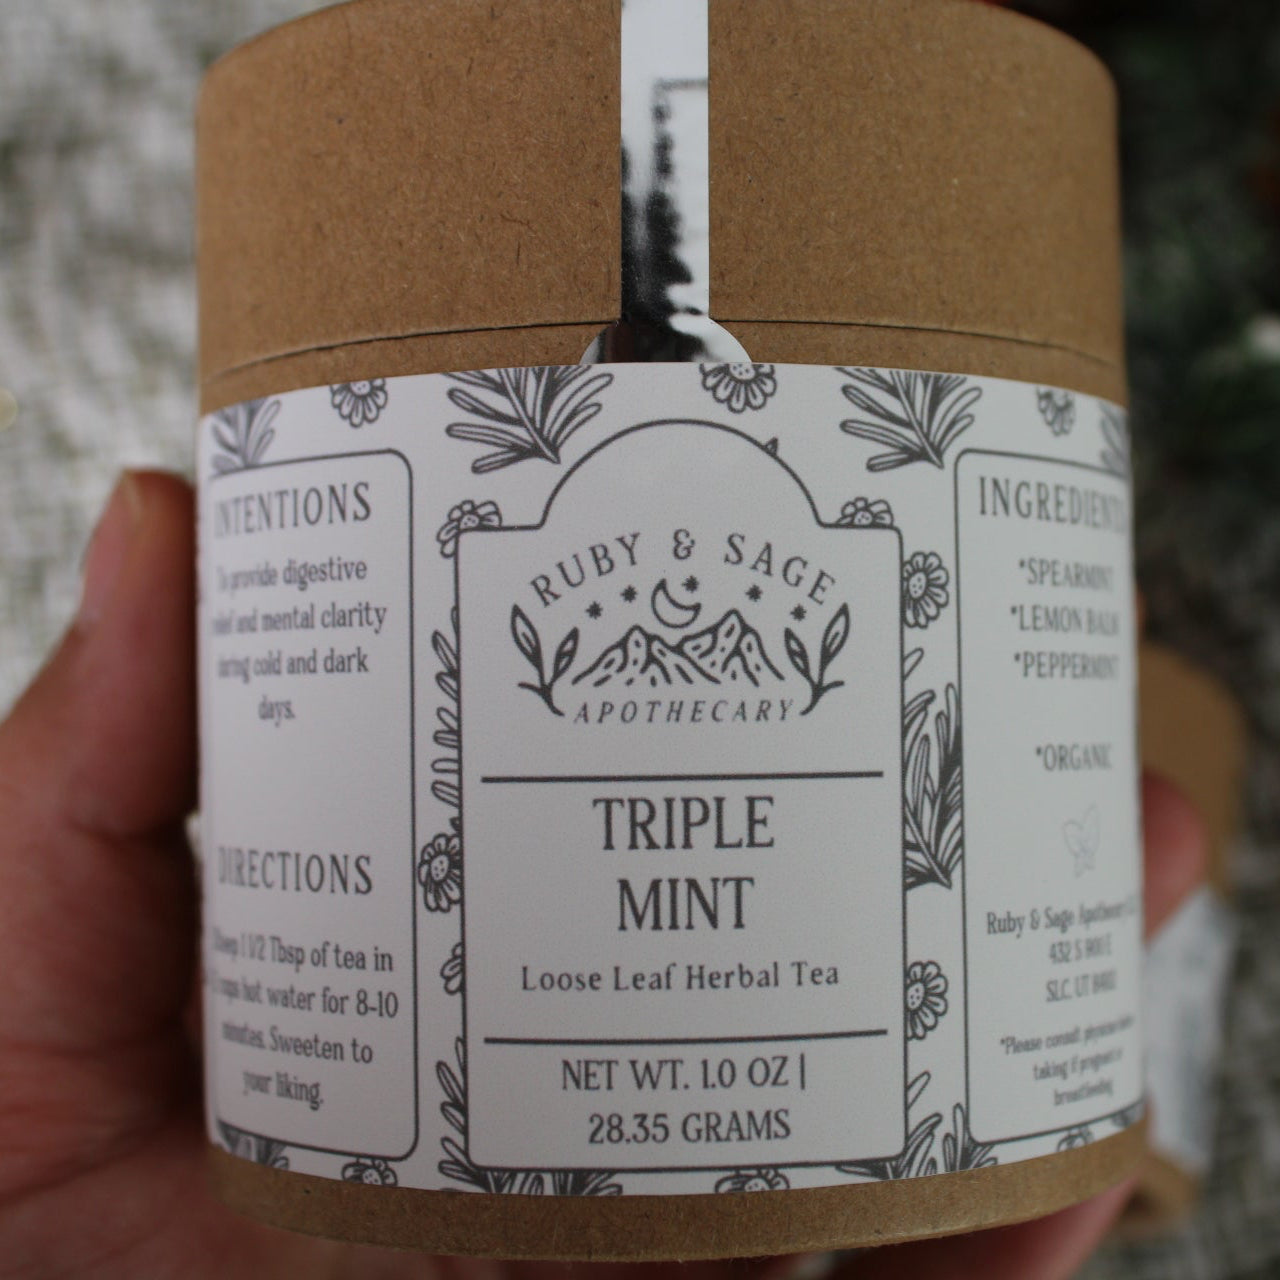 INTENTIONS
To provide digestive
relief and mental clarity
during cold and dark
days.
DIRECTIONS
Steep 1 1/2 Tbsp of tea in
cups hot water for 8-10
minutes. Sweeten to
your liking.
RUBY & SAGE
APOTHECARY
TRIPLE
MINT
Loose Leaf Herbal Tea
NET WT. 1.0 OZ |
28.35 GRAMS
INGREDIENTS
*SPEARMINT
*LEMON BALM
*PEPPERMINT
*ORGANIC
Ruby & Sage Apothecary
432 S 900 E
SLC, UT
*Please consult physician before
taking if pregnant or
breastfeeding